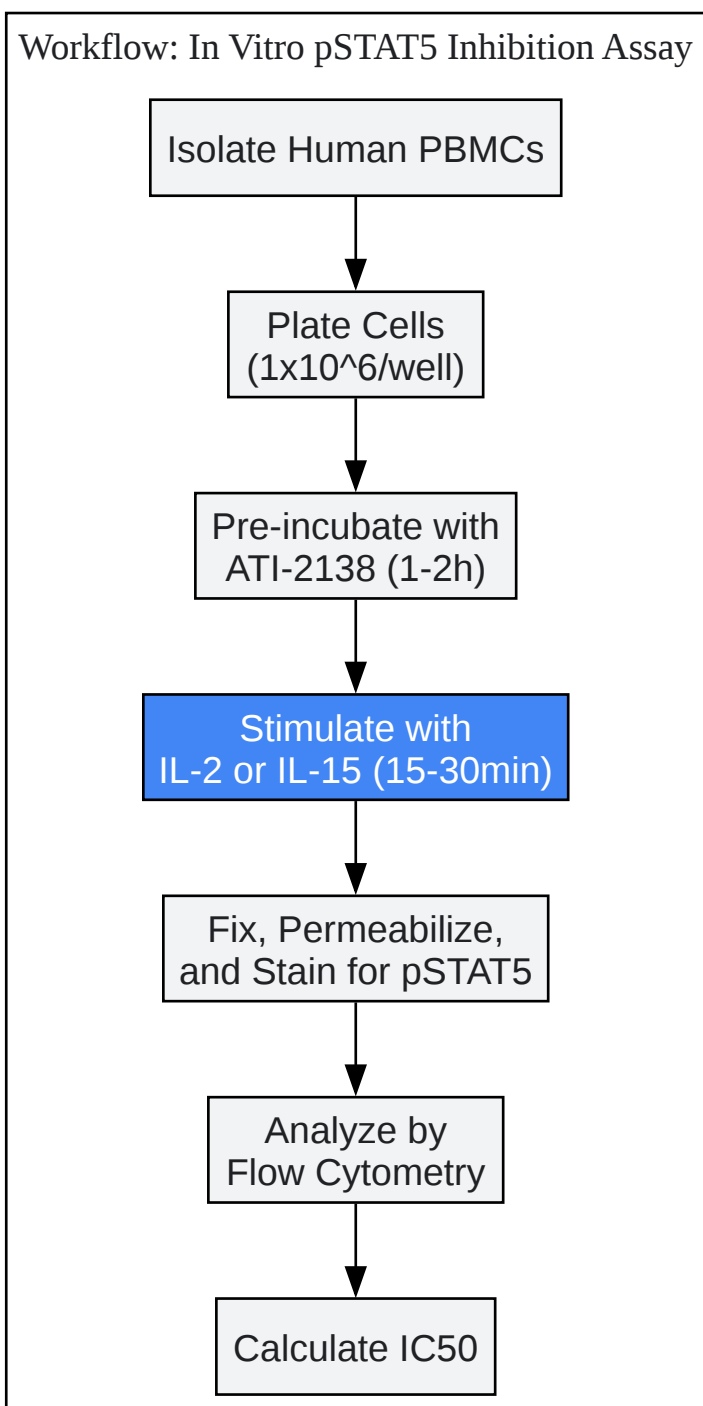 Workflow: In Vitro pSTAT5 Inhibition Assay
Isolate Human PBMCs
Plate Cells
(1x10^6/well)
Pre-incubate with
ATI-2138 (1-2h)
Stimulate with
IL-2 or IL-15 (15-30min)
Fix, Permeabilize,
and Stain for pSTAT5
Analyze by
Flow Cytometry
Calculate IC50